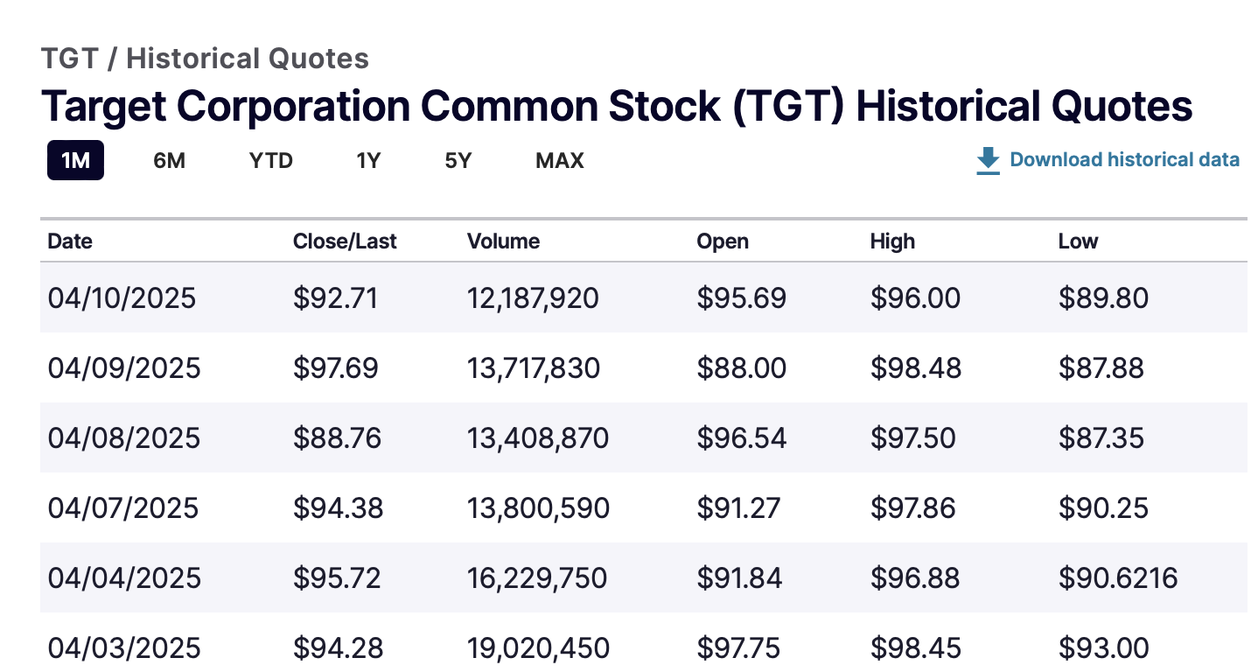 TGT / Historical Quotes
Target Corporation Common Stock (TGT) Historical Quotes
1M 6M YTD 1Y 5Y MAX Download historical data
Date Close/Last Volume Open High Low
04/10/2025 $92.71 12,187,920 $95.69 $96.00 $89.80
04/09/2025 $97.69 13,717,830 $88.00 $98.48 $87.88
04/08/2025 $88.76 13,408,870 $96.54 $97.50 $87.35
04/07/2025 $94.38 13,800,590 $91.27 $97.86 $90.25
04/04/2025 $95.72 16,229,750 $91.84 $96.88 $90.6216
04/03/2025 $94.28 19,020,450 $97.75 $98.45 $93.00